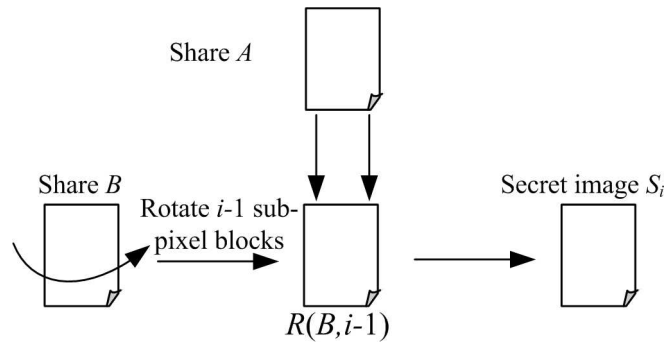 Share A
Share B
Rotate i-1 sub-
pixel blocks
Secret image Si
R(B,i-1)